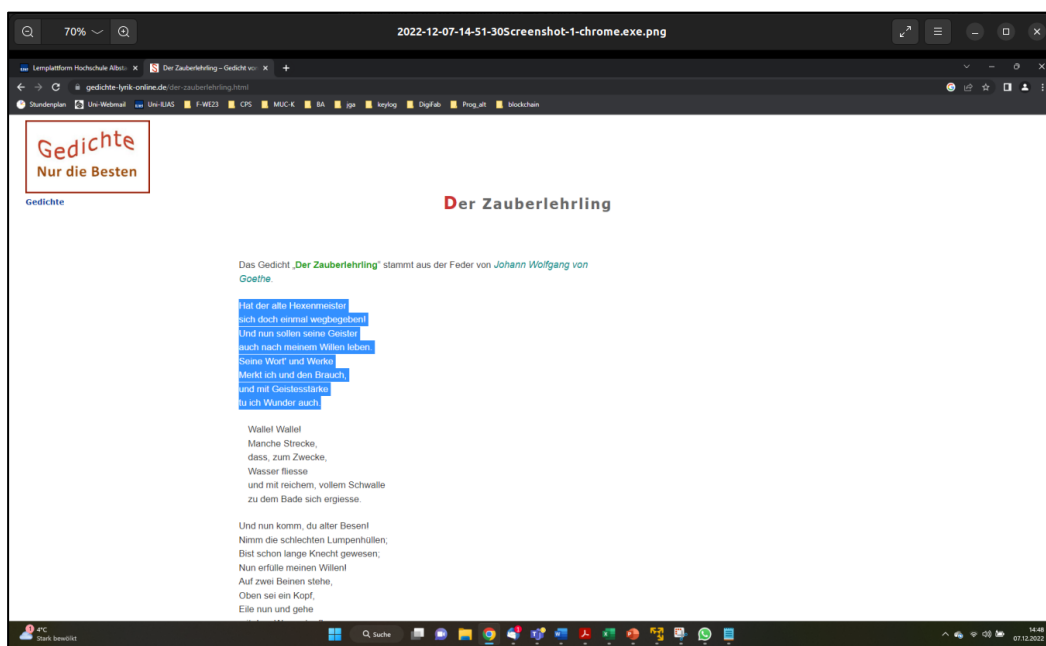 70%
2022-12-07-14-51-30Screenshot-1-chrome.exe.png
Lernplattform Hochschule Albsta
Der Zauberlehrling – Gedicht vor
gedichte-lyrik-online.de/der-zauberlehrling.html
Stundenplan Uni-Webmail Uni-ILIAS F-WEZ3 CPS MUC-K BA jga keylog DigiFab Prog_alt blockchain
Gedichte
Nur die Besten
Gedichte
Der Zauberlehrling
Das Gedicht „Der Zauberlehrling" stammt aus der Feder von Johann Wolfgang von
Goethe.
Hat der alte Hexenmeister
sich doch einmal wegbegeben!
Und nun sollen seine Geister
auch nach meinem Willen leben.
Seine Wort' und Werke
Merkt ich und den Brauch,
und mit Geistesstärke
tu ich Wunder auch.
Walle! Walle!
Manche Strecke,
dass, zum Zwecke,
Wasser fliesse
und mit reichem, vollem Schwalle
zu dem Bade sich ergiesse.
Und nun komm, du alter Besen!
Nimm die schlechten Lumpenhüllen;
Bist schon lange Knecht gewesen;
Nun erfülle meinen Willen!
Auf zwei Beinen stehe,
Oben sei ein Kopf,
Eile nun und gehe
4°C
Stark bewölkt
Suche
14:48
07.12.2022